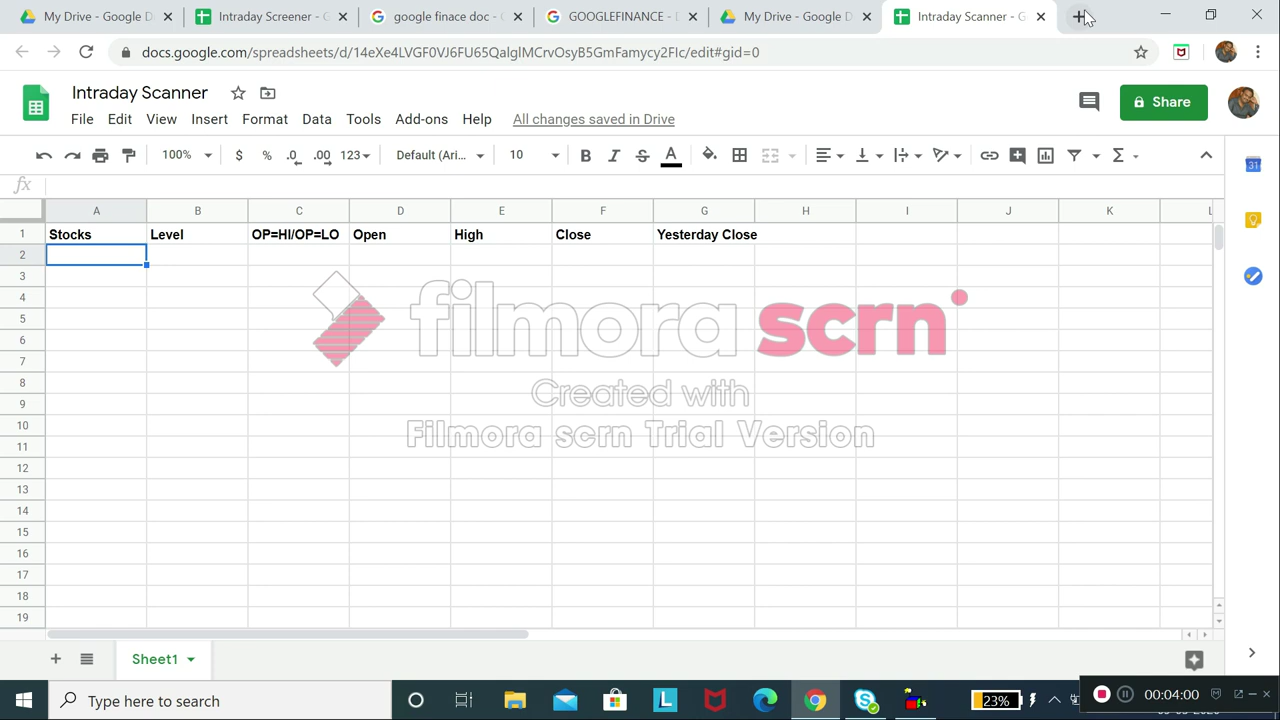 My Drive - Google D
Intraday Screener - G
google finace doc - G
GOOGLEFINANCE - D
My Drive - Google D
Intraday Scanner - G
docs.google.com/spreadsheets/d/14eXe4LVGF0VJ6FU65QaIglMCrvOsyB5GmFamycy2FIc/edit#gid=0
Intraday Scanner
Share
File Edit View Insert Format Data Tools Add-ons Help All changes saved in Drive
100% $ % .0 .00 123 Default (Ari... 10 B I S A
fx
A B C D E F G H I J K L
1 Stocks Level OP=HI/OP=LO Open High Close Yesterday Close
2
3
4
5
6
7
8
9
10
11
12
13
14
15
16
17
18
19
filmora scrn
Created with
Filmora scrn Trial Version
31
Sheet1
Type here to search
23%
00:04:00